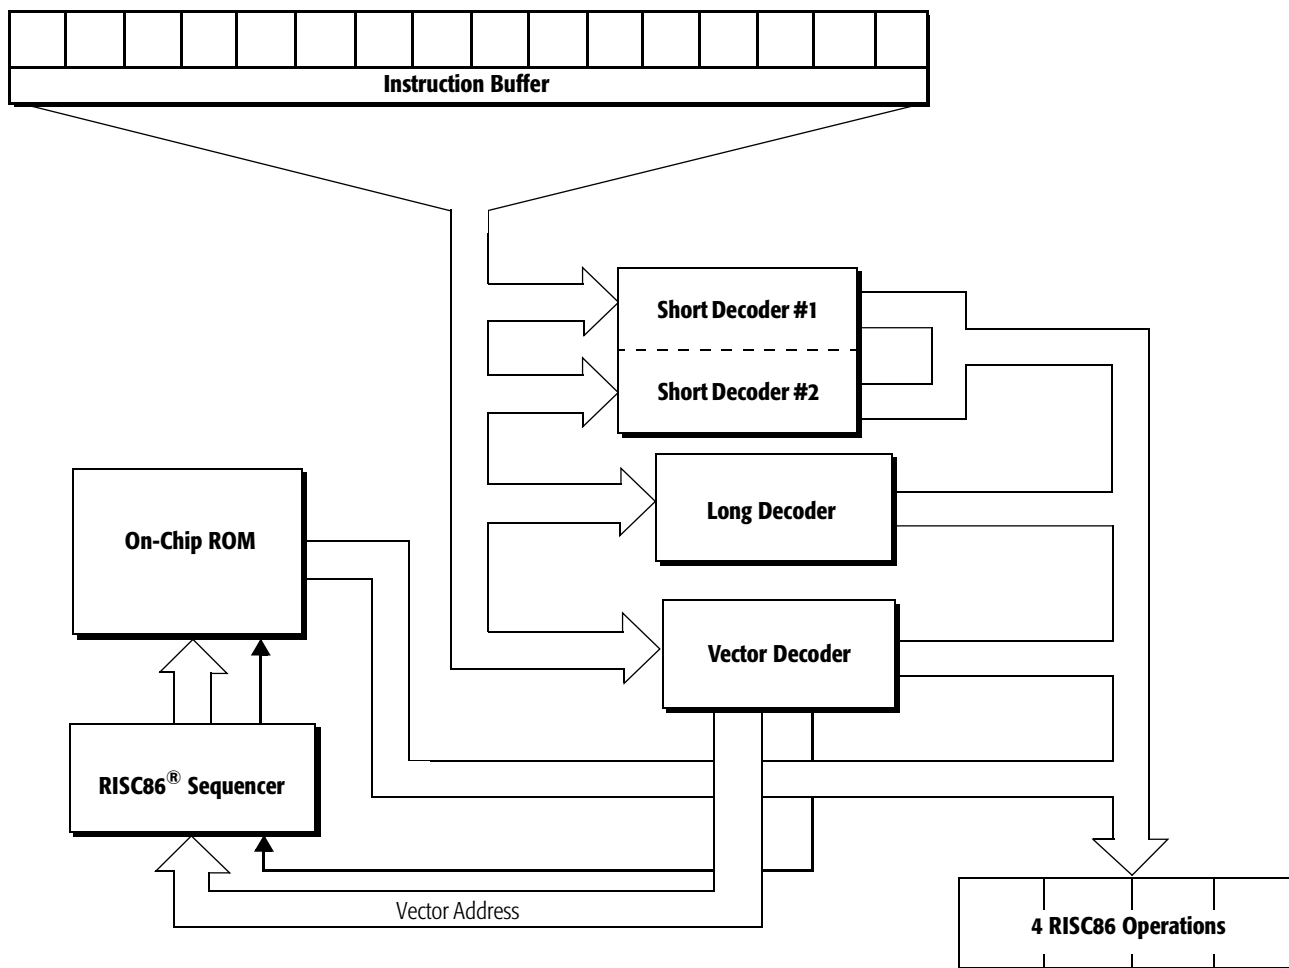 Instruction Buffer
Short Decoder #1
Short Decoder #2
Long Decoder
On-Chip ROM
Vector Decoder
RISC86® Sequencer
Vector Address
4 RISC86 Operations